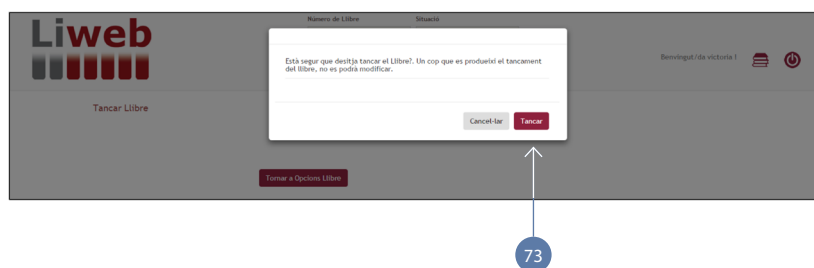 Liweb
Número de Llibre Situació
Està segur que desitja tancar el Llibre?. Un cop que es produeixi el tancament
del llibre, no es podrà modificar.
Benvingut/da victoria !
Tancar Llibre
Cancel·lar Tancar
Tornar a Opcions Llibre
73